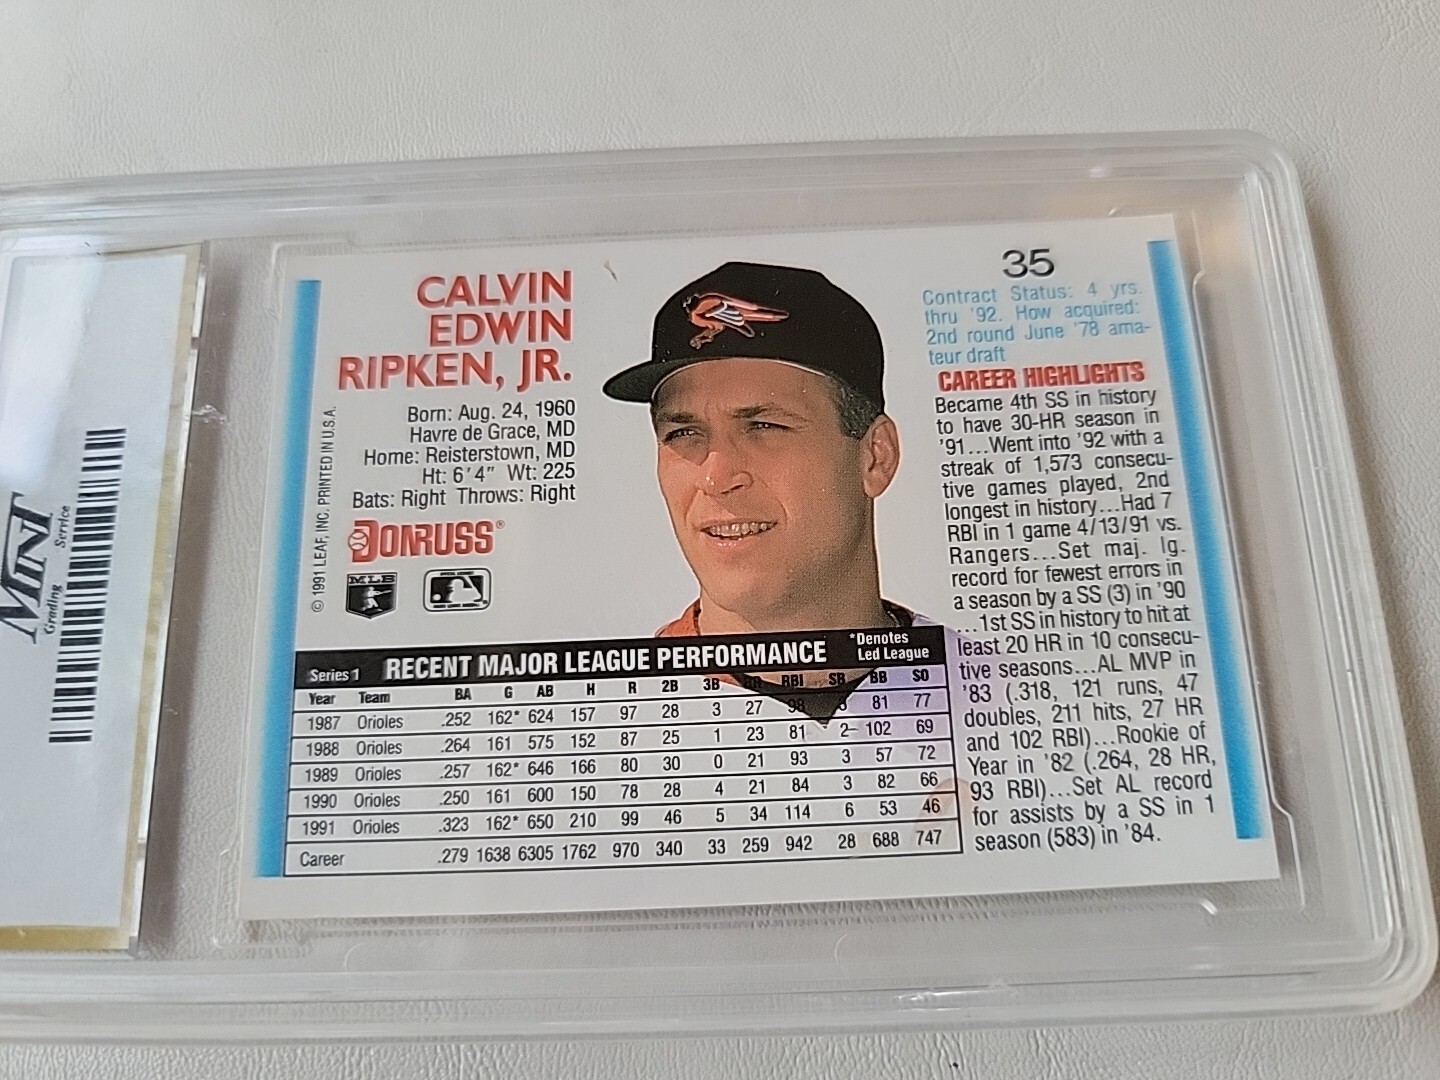 MINT
Grading Service
© 1991 LEAF, INC. PRINTED IN U.S.A.
CALVIN
EDWIN
RIPKEN, JR.
Born: Aug. 24, 1960
Havre de Grace, MD
Home: Reisterstown, MD
Ht: 6'4" Wt: 225
Bats: Right Throws: Right
DONRUSS®
MLB
35
Contract Status: 4 yrs.
thru '92. How acquired:
2nd round June '78 ama-
teur draft
CAREER HIGHLIGHTS
Became 4th SS in history
to have 30-HR season in
'91...Went into '92 with a
streak of 1,573 consecu-
tive games played, 2nd
longest in history...Had 7
RBI in 1 game 4/13/91 vs.
Rangers...Set maj. lg.
record for fewest errors in
a season by a SS (3) in '90
...1st SS in history to hit at
least 20 HR in 10 consecu-
tive seasons...AL MVP in
'83 (.318, 121 runs, 47
doubles, 211 hits, 27 HR
and 102 RBI)...Rookie of
Year in '82 (.264, 28 HR,
93 RBI)...Set AL record
for assists by a SS in 1
season (583) in '84.
Series 1 RECENT MAJOR LEAGUE PERFORMANCE *Denotes Led League
Year Team BA G AB H R 2B 3B HR RBI SB BB SO
1987 Orioles .252 162* 624 157 97 28 3 27 98 3 81 77
1988 Orioles .264 161 575 152 87 25 1 23 81 2 102 69
1989 Orioles .257 162* 646 166 80 30 0 21 93 3 57 72
1990 Orioles .250 161 600 150 78 28 4 21 84 3 82 66
1991 Orioles .323 162* 650 210 99 46 5 34 114 6 53 46
Career .279 1638 6305 1762 970 340 33 259 942 28 688 747